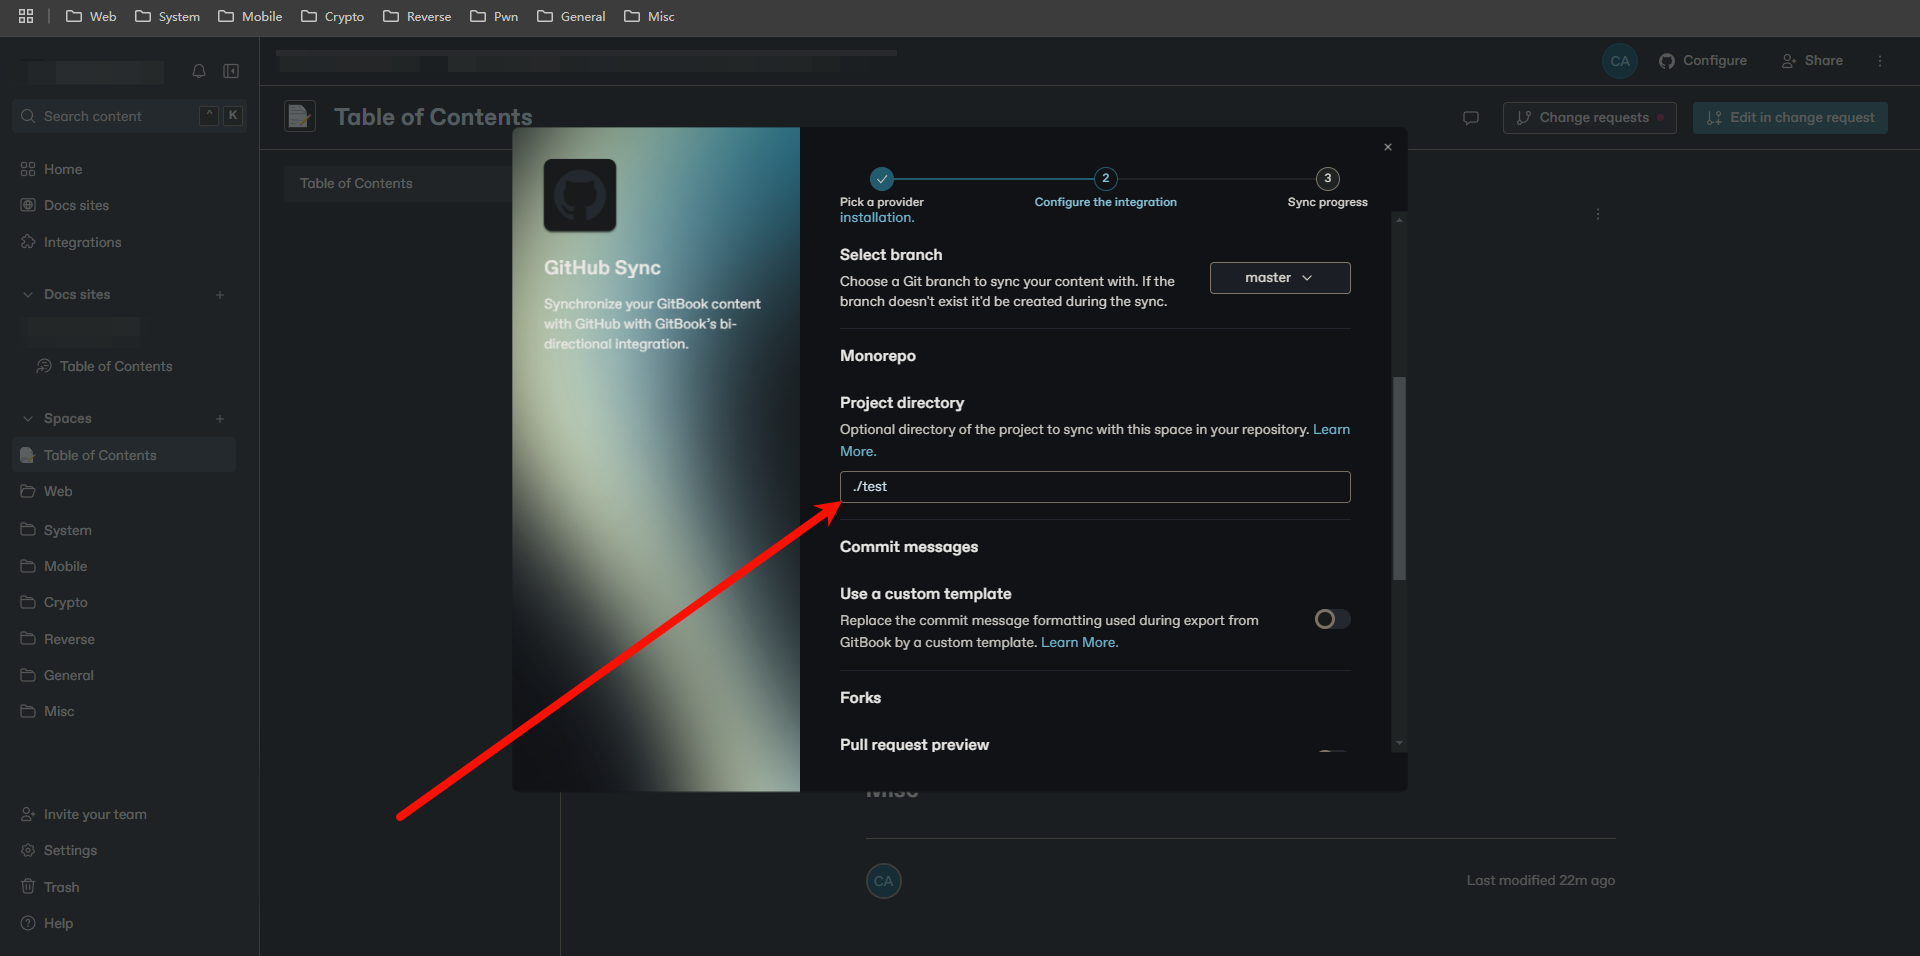 Web
System
Mobile
Crypto
Reverse
Pwn
General
Misc
CA
Configure
Share
Search content
^
K
Table of Contents
Change requests
Edit in change request
Home
Docs sites
Integrations
Docs sites
Table of Contents
Spaces
Table of Contents
Web
System
Mobile
Crypto
Reverse
General
Misc
Invite your team
Settings
Trash
Help
Table of Contents
GitHub Sync
Synchronize your GitBook content
with GitHub with GitBook's bi-
directional integration.
2
3
Pick a provider
Configure the integration
Sync progress
installation.
Select branch
Choose a Git branch to sync your content with. If the
branch doesn't exist it'd be created during the sync.
master
Monorepo
Project directory
Optional directory of the project to sync with this space in your repository. Learn
More.
./test
Commit messages
Use a custom template
Replace the commit message formatting used during export from
GitBook by a custom template. Learn More.
Forks
Pull request preview
Misc
CA
Last modified 22m ago